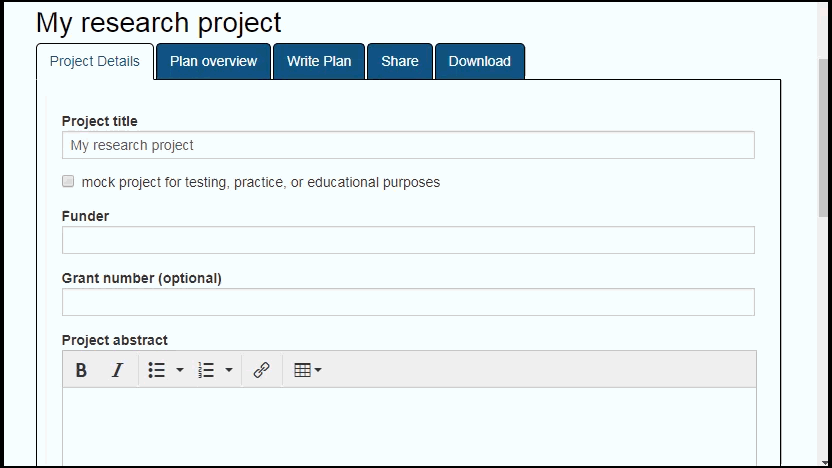 My research project
Project Details Plan overview Write Plan Share Download
Project title
My research project
mock project for testing, practice, or educational purposes
Funder
Grant number (optional)
Project abstract
B I